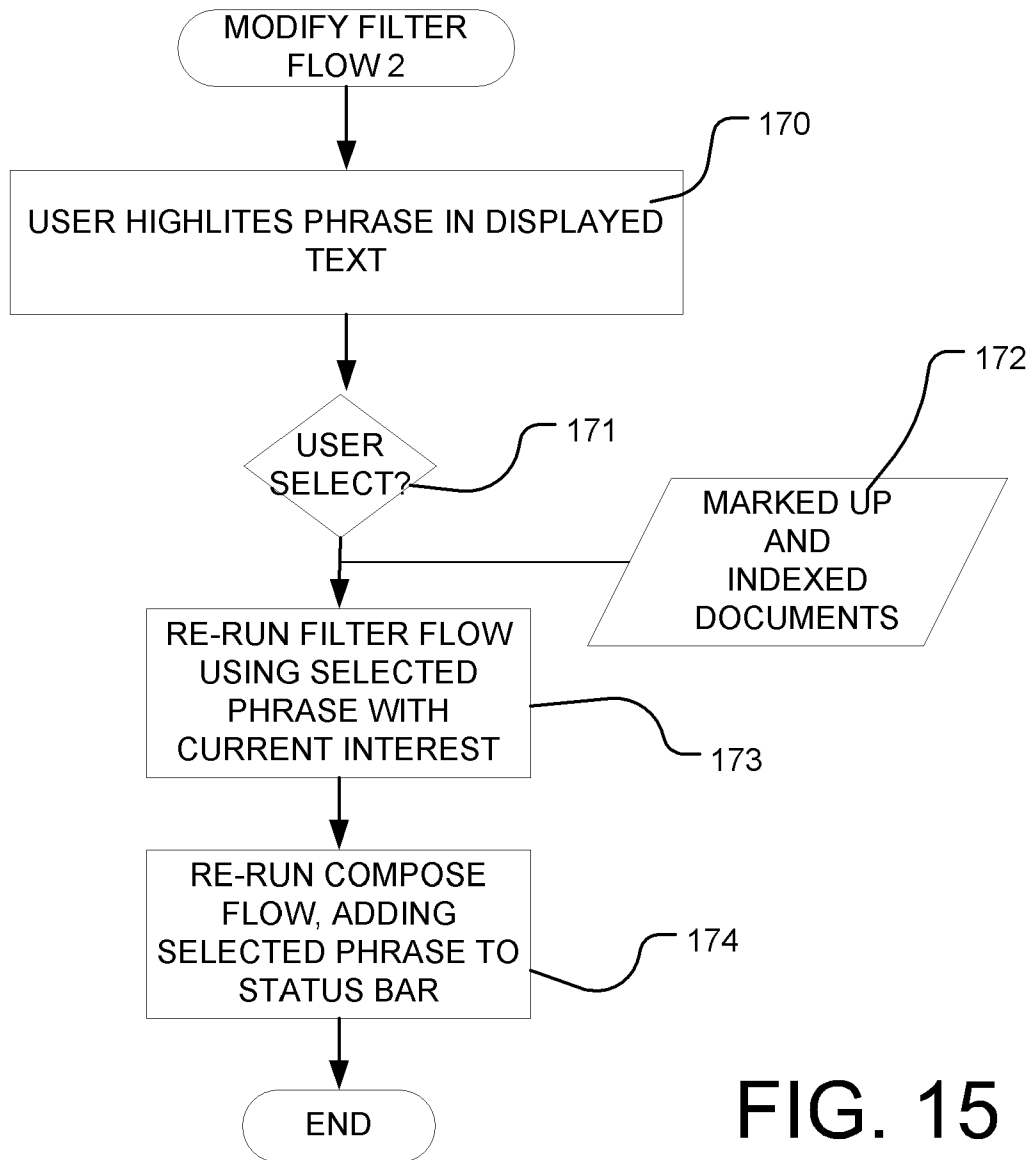 MODIFY FILTER
FLOW 2
170
USER HIGHLITES PHRASE IN DISPLAYED
TEXT
172
USER
SELECT?
171
MARKED UP
AND
INDEXED
DOCUMENTS
RE-RUN FILTER FLOW
USING SELECTED
PHRASE WITH
CURRENT INTEREST
173
RE-RUN COMPOSE
FLOW, ADDING
SELECTED PHRASE TO
STATUS BAR
174
END
FIG. 15